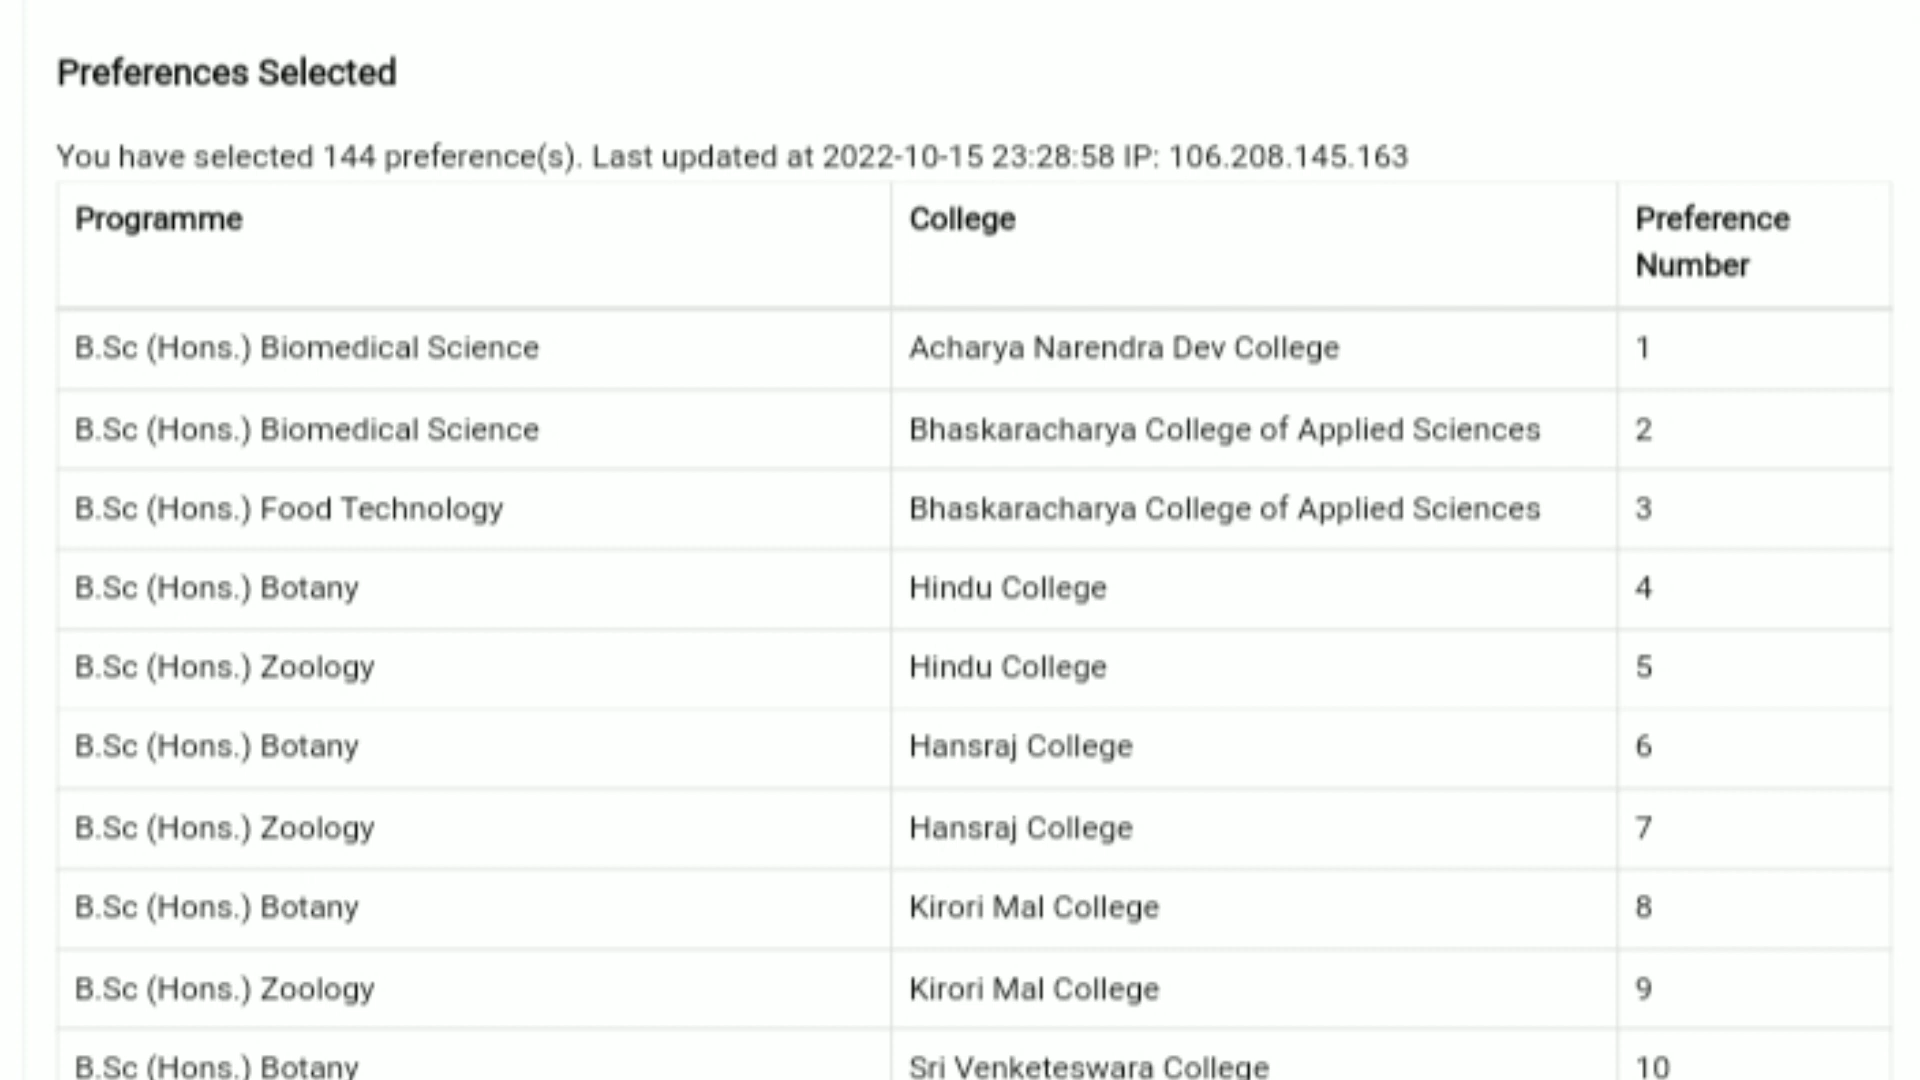 Preferences Selected
You have selected 144 preference(s). Last updated at 2022-10-15 23:28:58 IP: 106.208.145.163
Programme College Preference Number
B.Sc (Hons.) Biomedical Science Acharya Narendra Dev College 1
B.Sc (Hons.) Biomedical Science Bhaskaracharya College of Applied Sciences 2
B.Sc (Hons.) Food Technology Bhaskaracharya College of Applied Sciences 3
B.Sc (Hons.) Botany Hindu College 4
B.Sc (Hons.) Zoology Hindu College 5
B.Sc (Hons.) Botany Hansraj College 6
B.Sc (Hons.) Zoology Hansraj College 7
B.Sc (Hons.) Botany Kirori Mal College 8
B.Sc (Hons.) Zoology Kirori Mal College 9
B.Sc (Hons.) Botany Sri Venketeswara College 10